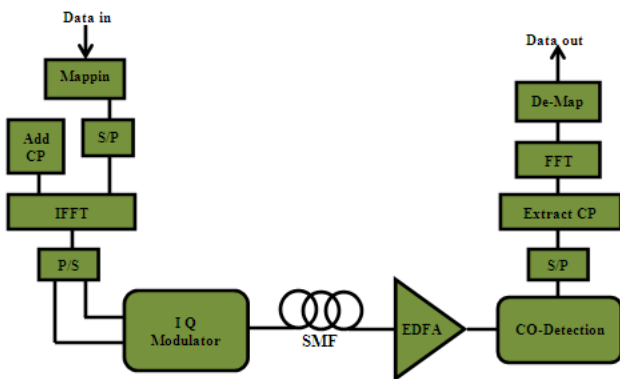 Data in
Mappin
Add
CP
S/P
IFFT
P/S
I Q
Modulator
SMF
EDFA
CO-Detection
S/P
Extract CP
FFT
De-Map
Data out